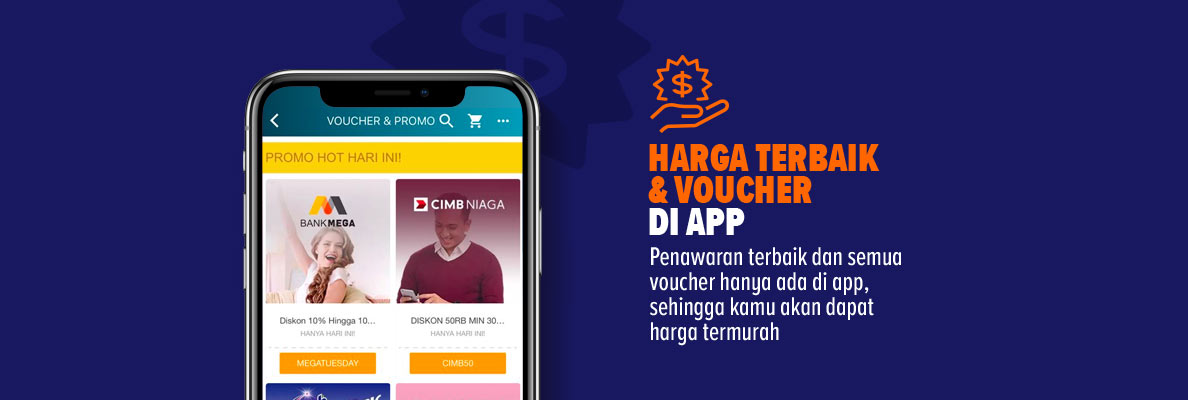 VOUCHER & PROMO
PROMO HOT HARI INI!
BANKMEGA
CIMB NIAGA
Diskon 10% Hingga 10...
DISKON 50RB MIN 30...
HANYA HARI INI!
HANYA HARI INI!
MEGATUESDAY
CIMB50
HARGA TERBAIK
& VOUCHER
DI APP
Penawaran terbaik dan semua
voucher hanya ada di app,
sehingga kamu akan dapat
harga termurah